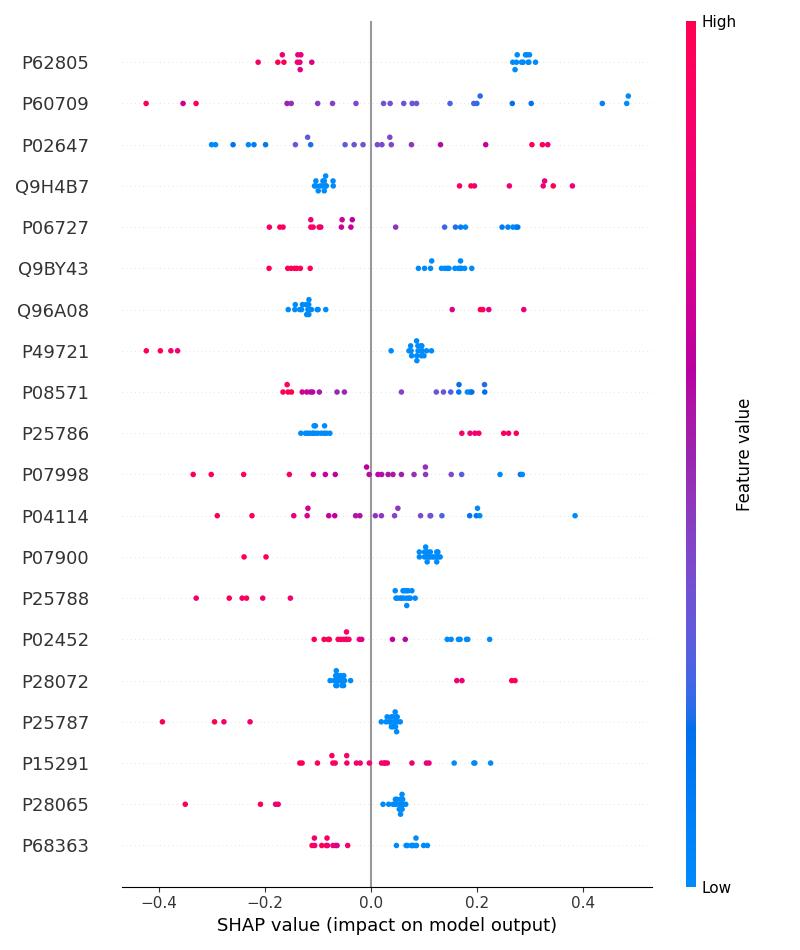 High
P62805
P60709
P02647
Q9H4B7
P06727
Q9BY43
Q96A08
P49721
P08571
P25786
P07998
P04114
P07900
P25788
P02452
P28072
P25787
P15291
P28065
P68363
Feature value
Low
−0.4 −0.2 0.0 0.2 0.4
SHAP value (impact on model output)